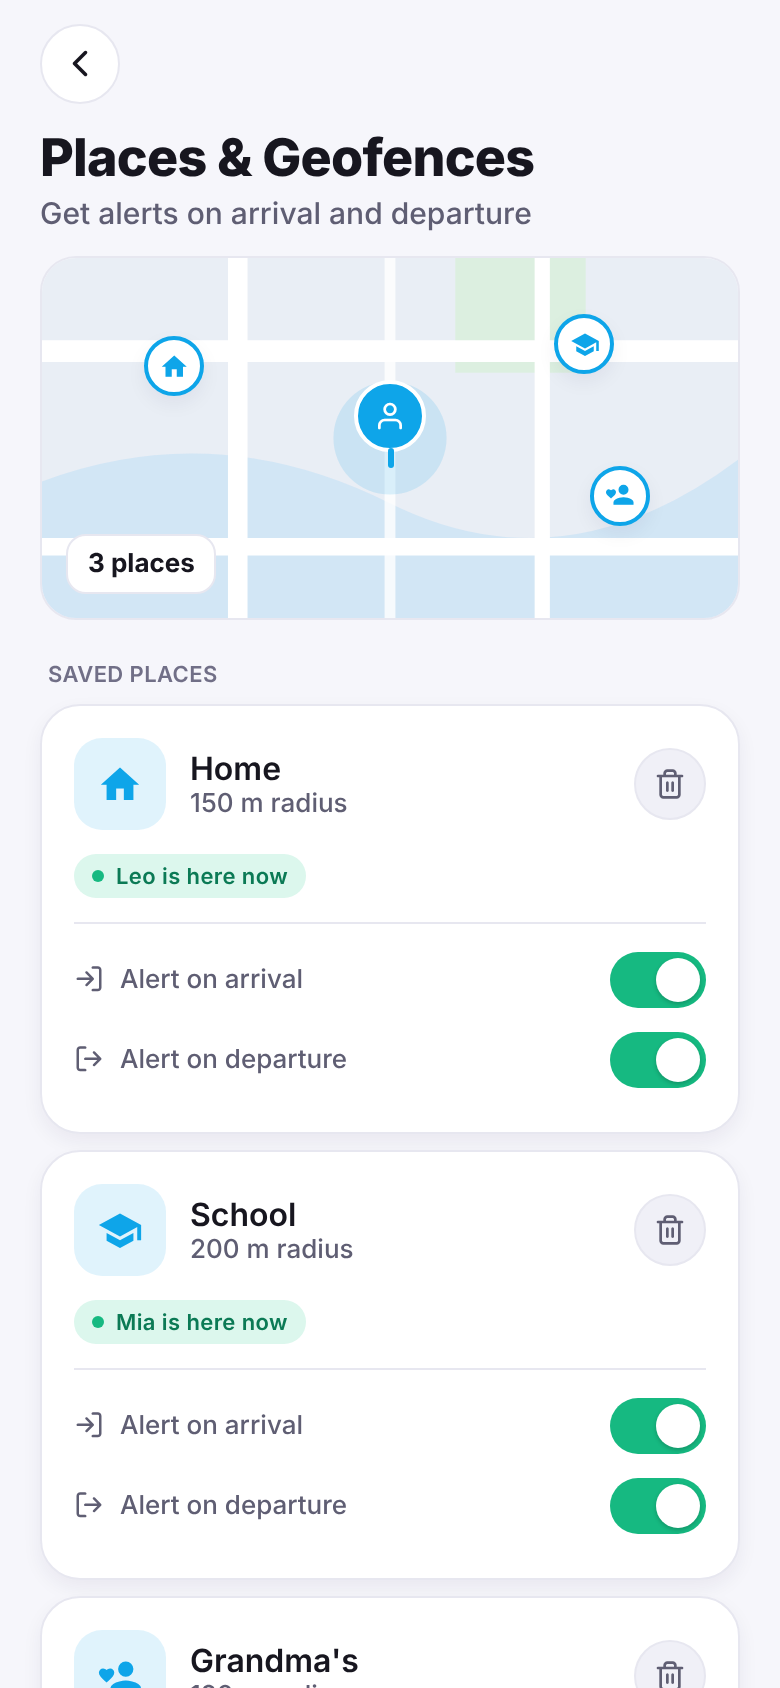 Places & Geofences
Get alerts on arrival and departure
3 places
SAVED PLACES
Home
150 m radius
Leo is here now
Alert on arrival
Alert on departure
School
200 m radius
Mia is here now
Alert on arrival
Alert on departure
Grandma's